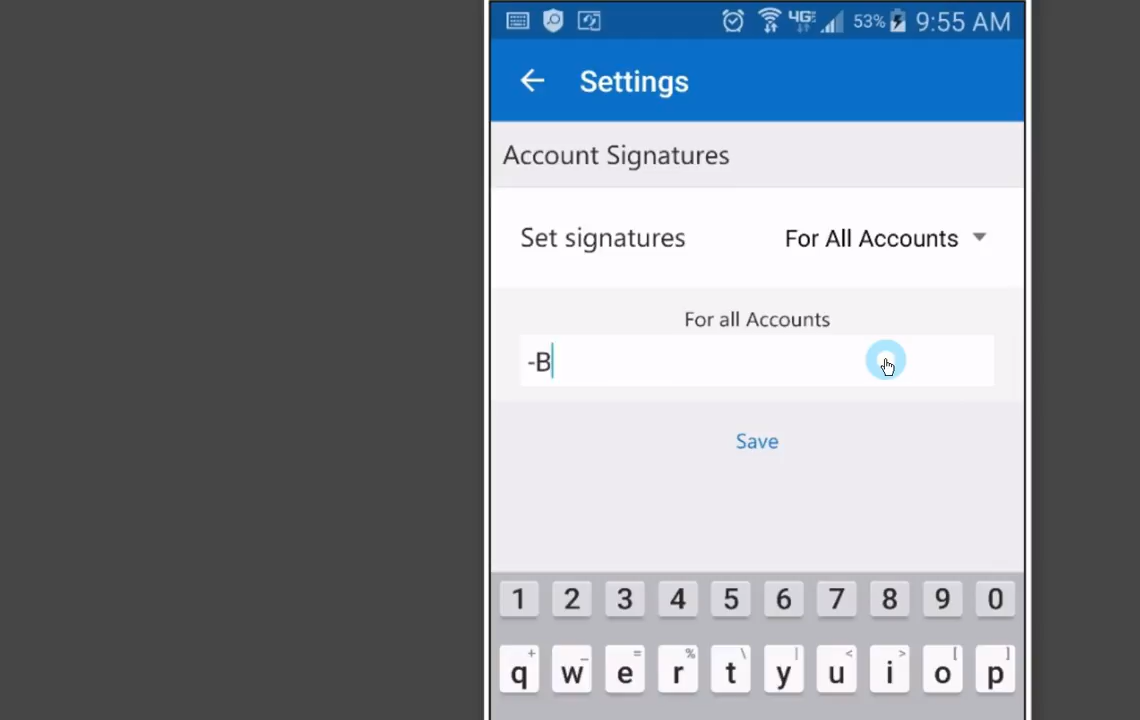 4G 53% 9:55 AM
Settings
Account Signatures
Set signatures For All Accounts
For all Accounts
-B
Save
1 2 3 4 5 6 7 8 9 0
+ _ = % \ | < > [ ]
q w e r t y u i o p